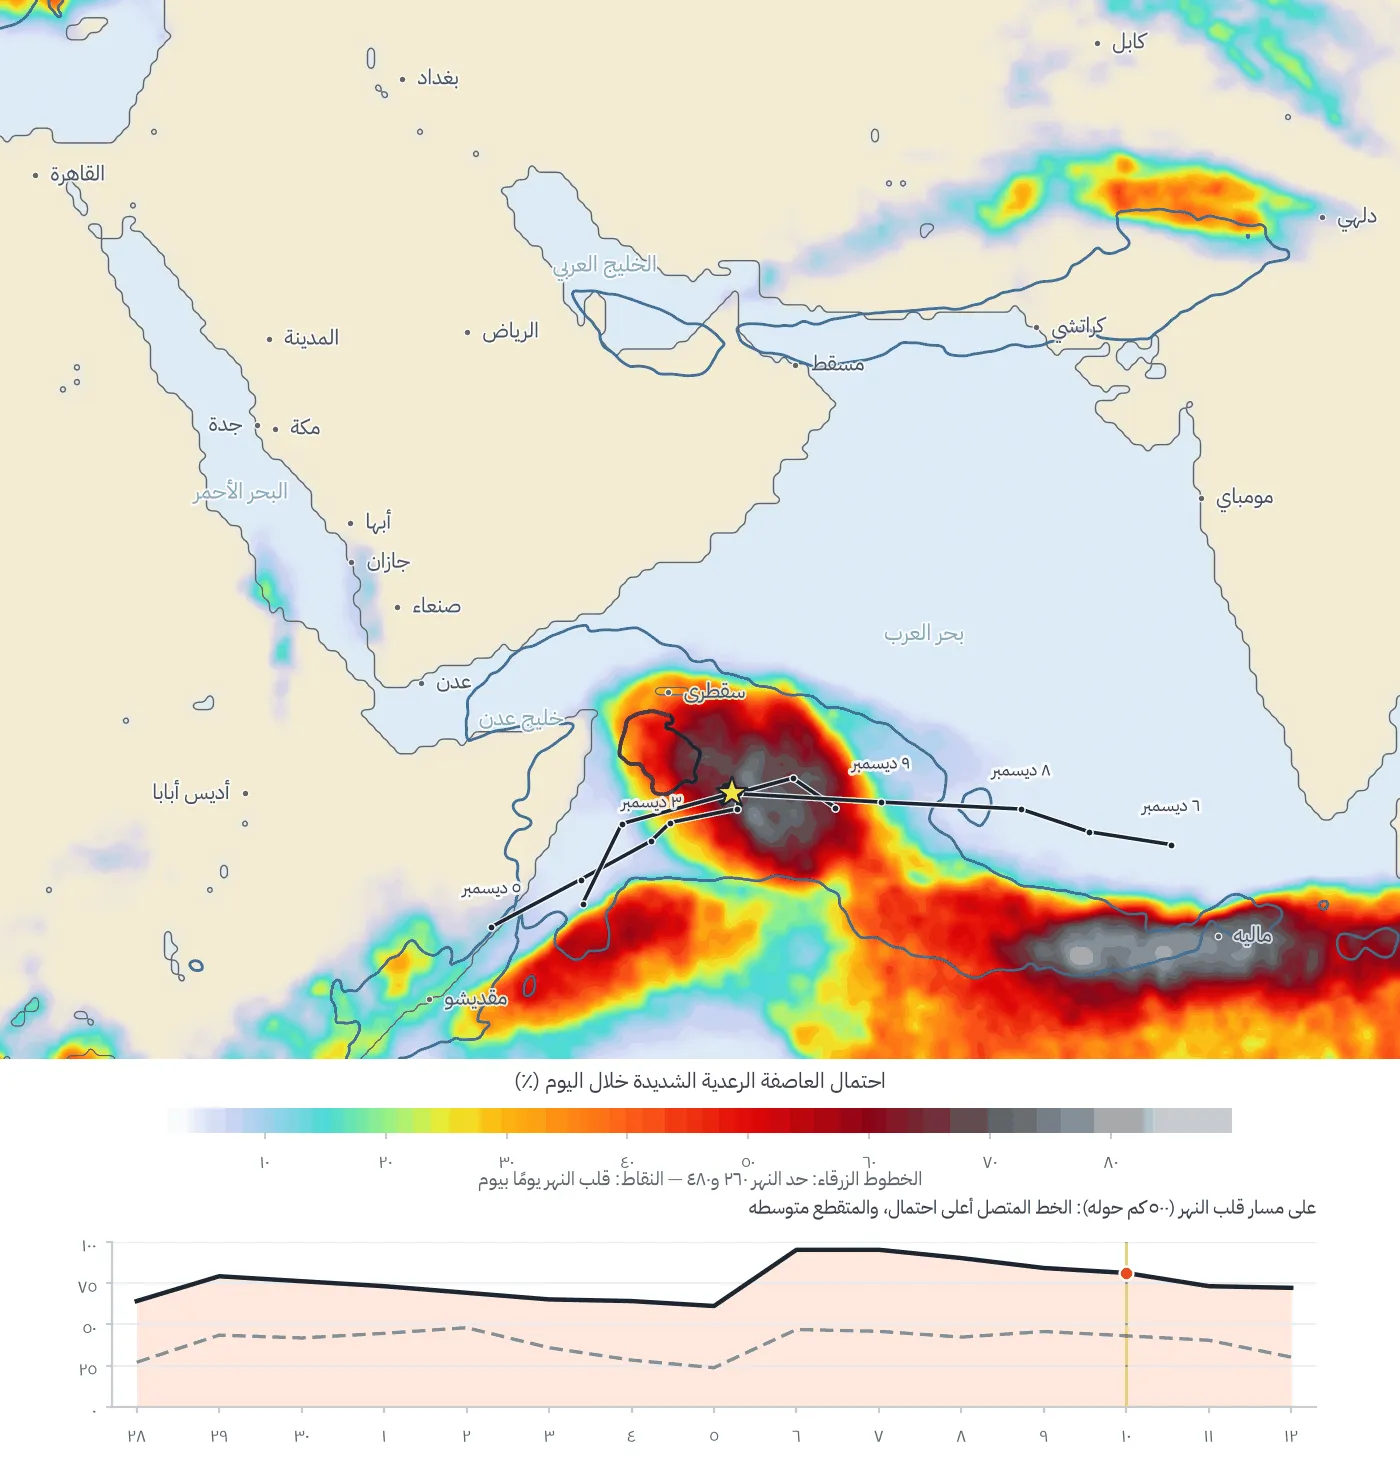 كابل
بغداد
القاهرة
دلهي
الخليج العربي
المدينة
الرياض
كراتشي
مسقط
جدة
مكة
البحر الأحمر
مومباي
أبها
جازان
صنعاء
بحر العرب
عدن
سقطرى
خليج عدن
٩ ديسمبر
٨ ديسمبر
أديس أبابا
٣ ديسمبر
٦ ديسمبر
٥ ديسمبر
ماليه
مقديشو
احتمال العاصفة الرعدية الشديدة خلال اليوم (٪)
١٠ ٢٠ ٣٠ ٤٠ ٥٠ ٦٠ ٧٠ ٨٠
الخطوط الزرقاء: حد النهر ٢٦٠ و٤٨٠ — النقاط: قلب النهر يومًا بيوم
على مسار قلب النهر (٥٠٠ كم حوله): الخط المتصل أعلى احتمال، والمتقطع متوسطه
١٠٠
٧٥
٥٠
٢٥
٠
٢٨ ٢٩ ٣٠ ١ ٢ ٣ ٤ ٥ ٦ ٧ ٨ ٩ ١٠ ١١ ١٢